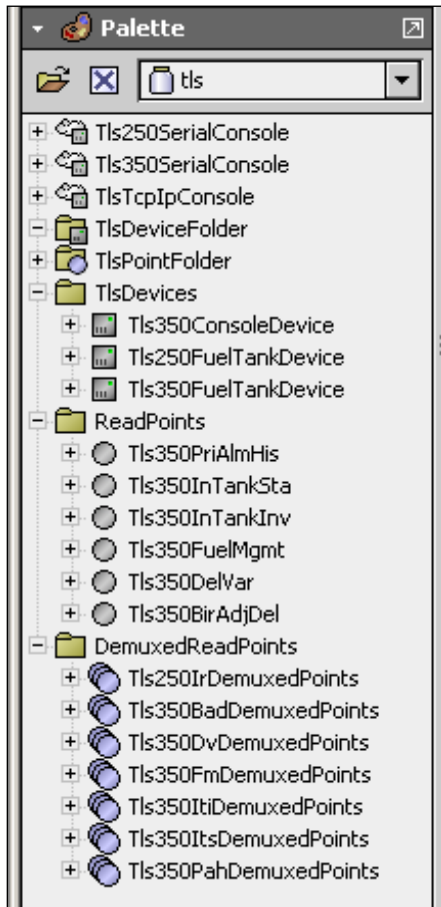 Palette
tls
Tls250SerialConsole
Tls350SerialConsole
TlsTcpIpConsole
TlsDeviceFolder
TlsPointFolder
TlsDevices
Tls350ConsoleDevice
Tls250FuelTankDevice
Tls350FuelTankDevice
ReadPoints
Tls350PriAlmHis
Tls350InTankSta
Tls350InTankInv
Tls350FuelMgmt
Tls350DelVar
Tls350BirAdjDel
DemuxedReadPoints
Tls250IrDemuxedPoints
Tls350BadDemuxedPoints
Tls350DvDemuxedPoints
Tls350FmDemuxedPoints
Tls350ItiDemuxedPoints
Tls350ItsDemuxedPoints
Tls350PahDemuxedPoints